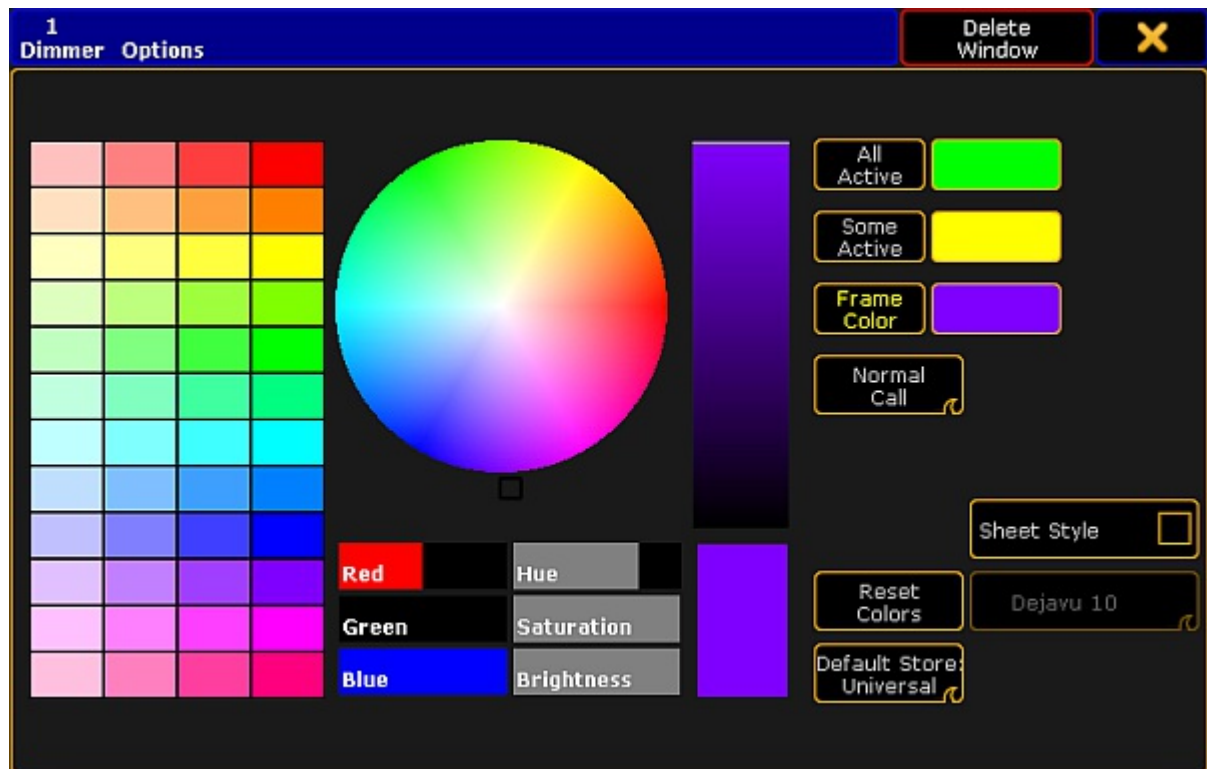 1
Dimmer Options
Delete
Window
All
Active
Some
Active
Frame
Color
Normal
Call
Sheet Style
Red
Hue
Green
Saturation
Blue
Brightness
Reset
Colors
Dejavu 10
Default Store:
Universal